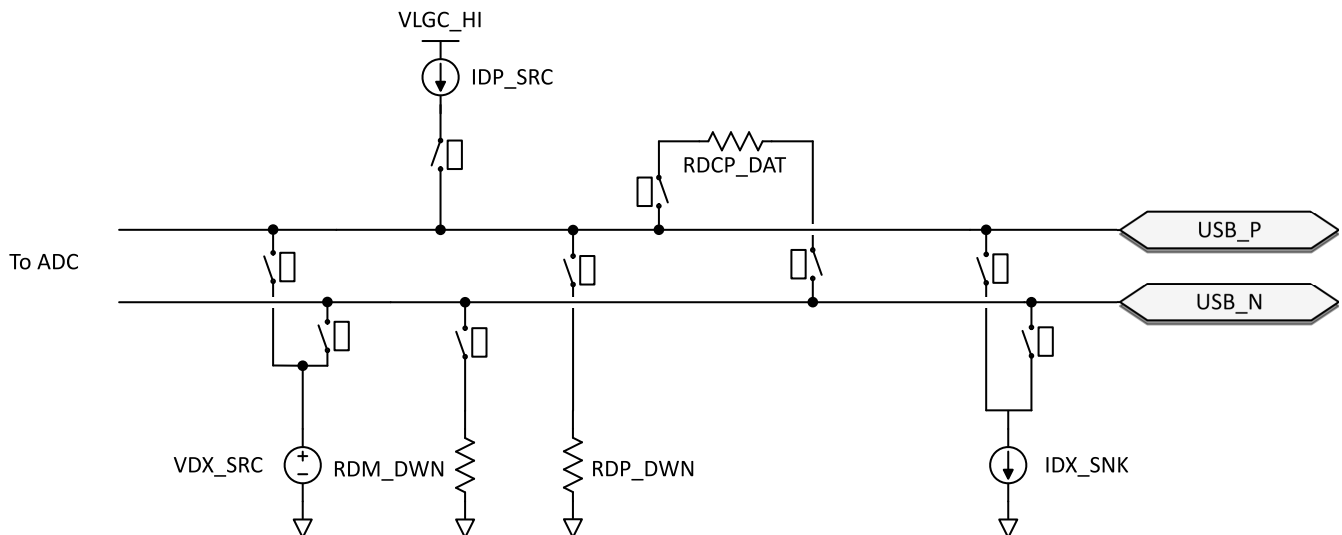 VLGC_HI
IDP_SRC
RDCP_DAT
USB_P
To ADC
USB_N
VDX_SRC
+
−
RDM_DWN
RDP_DWN
IDX_SNK